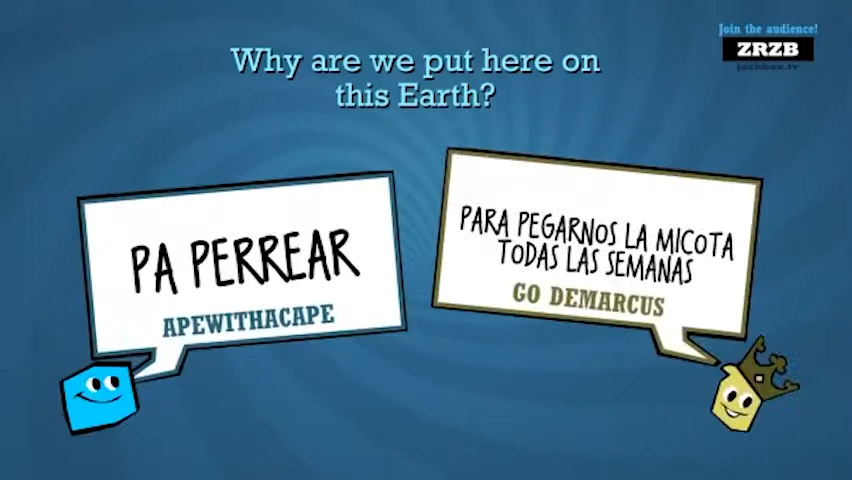 Join the audience!
ZRZB
jackbox.tv
Why are we put here on
this Earth?
PA PERREAR
APEWITHACAPE
PARA PEGARNOS LA MICOTA
TODAS LAS SEMANAS
GO DEMARCUS